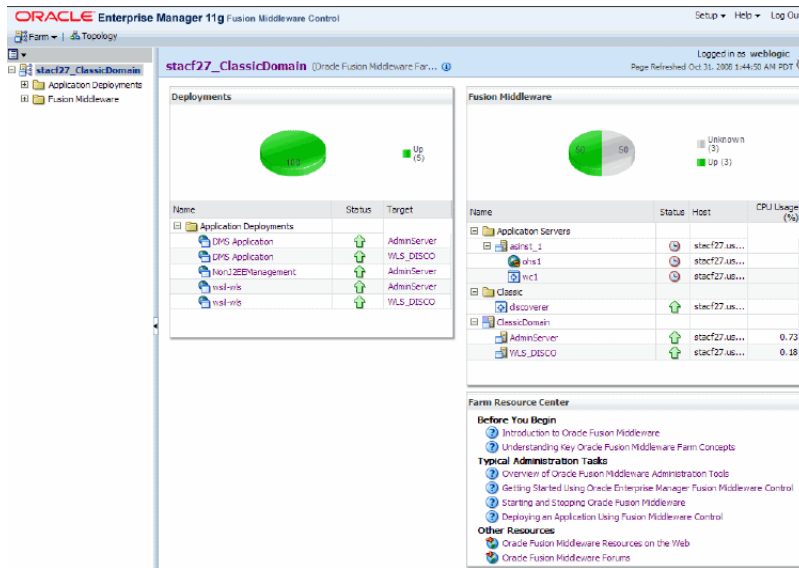 ORACLE Enterprise Manager 11g Fusion Middleware Control
Setup Help Log Ou
Farm Topology
stacf27_ClassicDomain
Application Deployments
Fusion Middleware
stacf27_ClassicDomain (Oracle Fusion Middleware Far...
Logged in as weblogic
Page Refreshed Oct 31, 2008 1:44:50 AM PDT
Deployments
100
Up
(5)
Name Status Target
Application Deployments
DMS Application AdminServer
DMS Application WLS_DISCO
NonJ2EEManagement AdminServer
wsil-wls AdminServer
wsil-wls WLS_DISCO
Fusion Middleware
50 50
Unknown
(3)
Up (3)
Name Status Host CPU Usage
(%)
Application Servers
asinst_1 stacf27.us...
ohs1 stacf27.us...
wc1 stacf27.us...
Classic
discoverer stacf27.us...
ClassicDomain
AdminServer stacf27.us... 0.73
WLS_DISCO stacf27.us... 0.18
Farm Resource Center
Before You Begin
Introduction to Oracle Fusion Middleware
Understanding Key Oracle Fusion Middleware Farm Concepts
Typical Administration Tasks
Overview of Oracle Fusion Middleware Administration Tools
Getting Started Using Oracle Enterprise Manager Fusion Middleware Control
Starting and Stopping Oracle Fusion Middleware
Deploying an Application Using Fusion Middleware Control
Other Resources
Oracle Fusion Middleware Resources on the Web
Oracle Fusion Middleware Forums